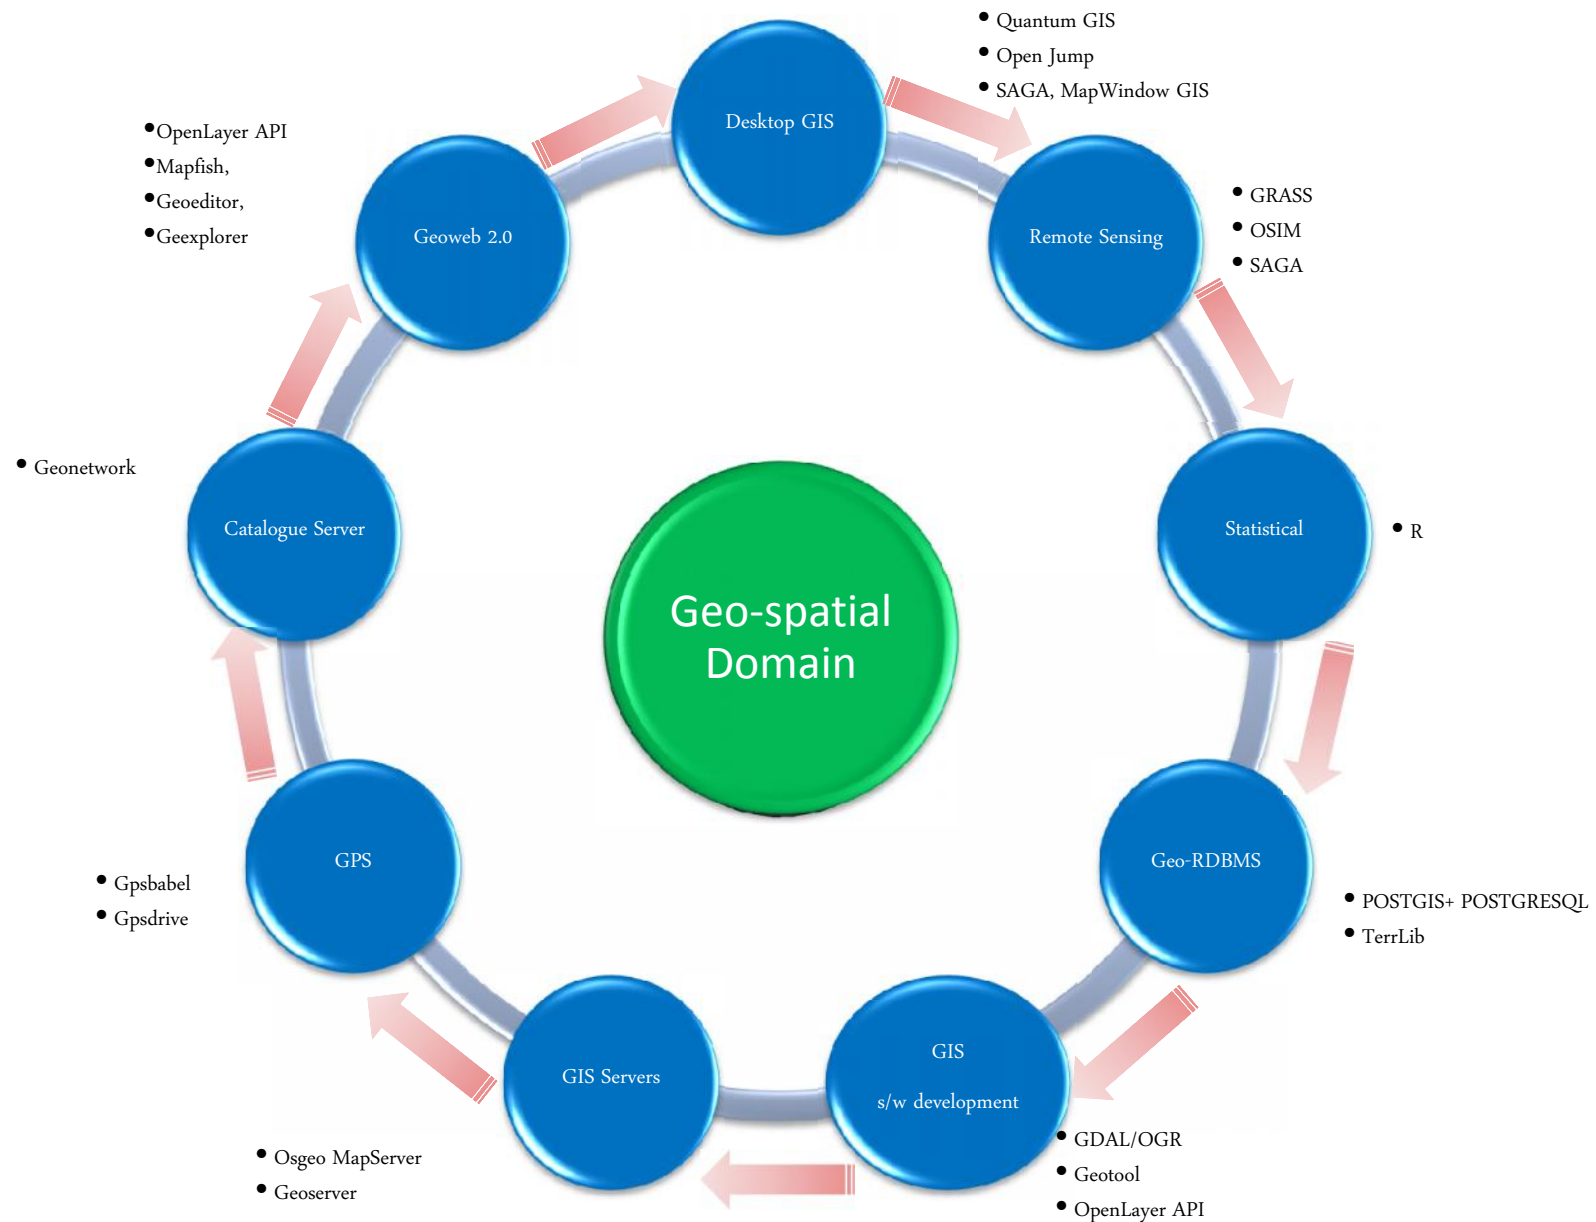 Desktop GIS
• Quantum GIS
• Open Jump
• SAGA, MapWindow GIS
Remote Sensing
• GRASS
• OSIM
• SAGA
Statistical
• R
Geo-RDBMS
• POSTGIS+ POSTGRESQL
• TerrLib
GIS
s/w development
• GDAL/OGR
• Geotool
• OpenLayer API
GIS Servers
• Osgeo MapServer
• Geoserver
GPS
• Gpsbabel
• Gpsdrive
Catalogue Server
• Geonetwork
Geoweb 2.0
•OpenLayer API
•Mapfish,
•Geoeditor,
•Geexplorer
Geo-spatial
Domain